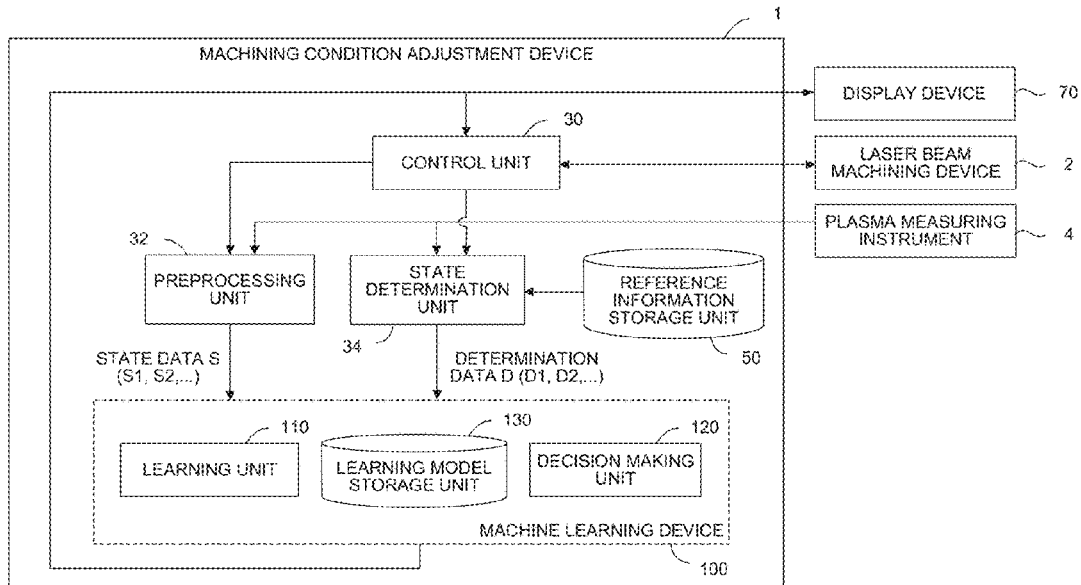 1
MACHINING CONDITION ADJUSTMENT DEVICE
DISPLAY DEVICE
70
30
CONTROL UNIT
LASER BEAM
MACHINING DEVICE
2
PLASMA MEASURING
INSTRUMENT
4
32
PREPROCESSING
UNIT
STATE
DETERMINATION
UNIT
34
REFERENCE
INFORMATION
STORAGE UNIT
50
STATE DATA S
(S1, S2,...)
DETERMINATION
DATA D (D1, D2,...)
110
LEARNING UNIT
130
LEARNING MODEL
STORAGE UNIT
120
DECISION MAKING
UNIT
MACHINE LEARNING DEVICE
100